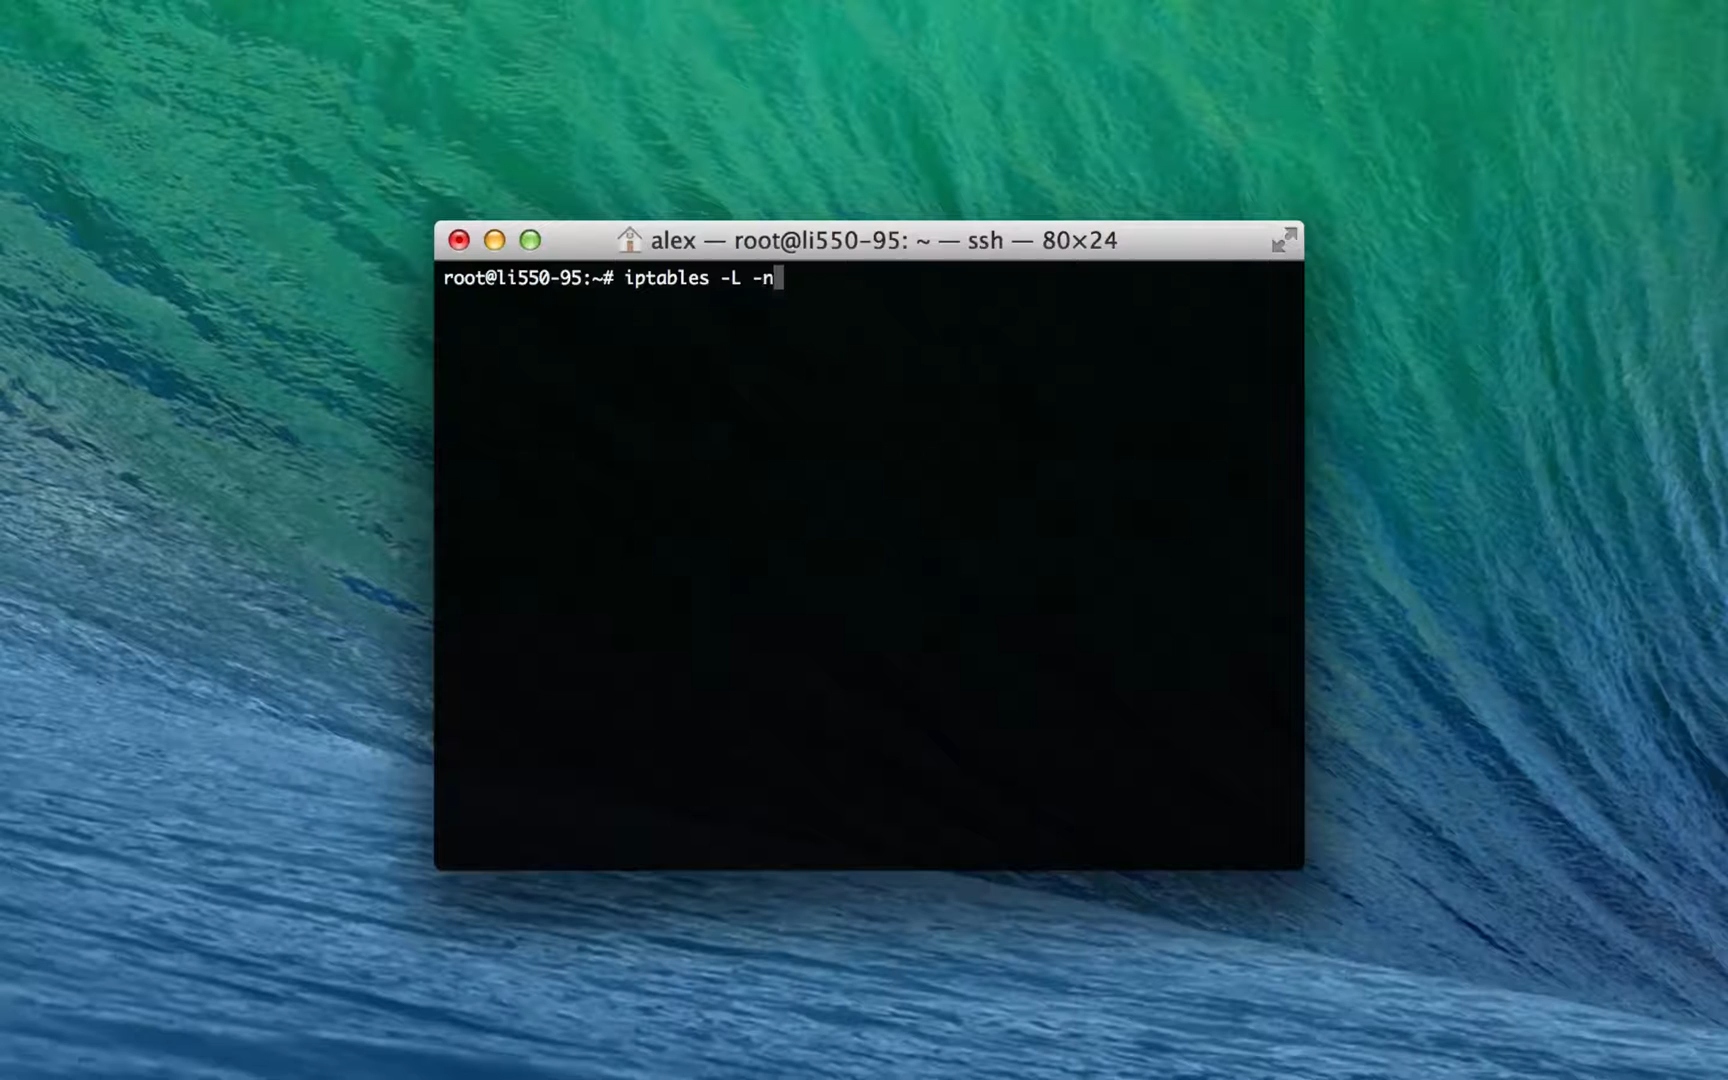 alex — root@li550-95: ~ — ssh — 80×24
root@li550-95:~# iptables -L -n